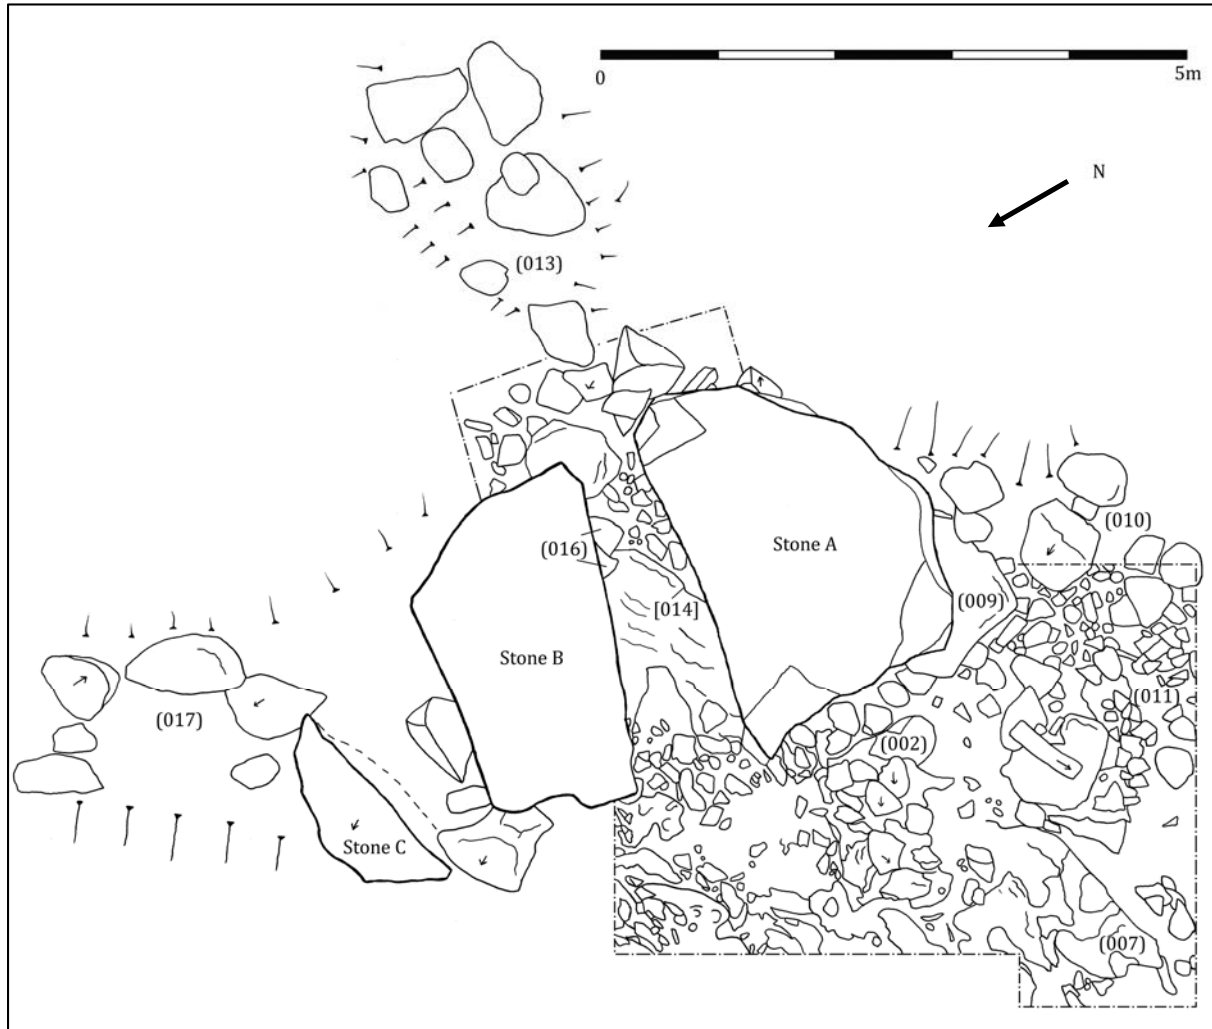 0
5m
N
(013)
(010)
Stone A
(016)
(009)
[014]
Stone B
(011)
(017)
(002)
Stone C
(007)